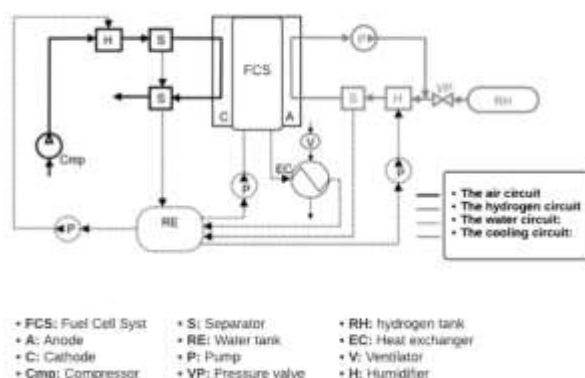 H
S
P
FCS
VP
S
C
A
S
H
RH
V
Cmp
EC
P
P
RE
P
• The air circuit
• The hydrogen circuit
• The water circuit:
• The cooling circuit:
• FCS: Fuel Cell Syst
• S: Separator
• RH: hydrogen tank
• A: Anode
• RE: Water tank
• EC: Heat exchanger
• C: Cathode
• P: Pump
• V: Ventilator
• Cmp: Compressor
• VP: Pressure valve
• H: Humidifier